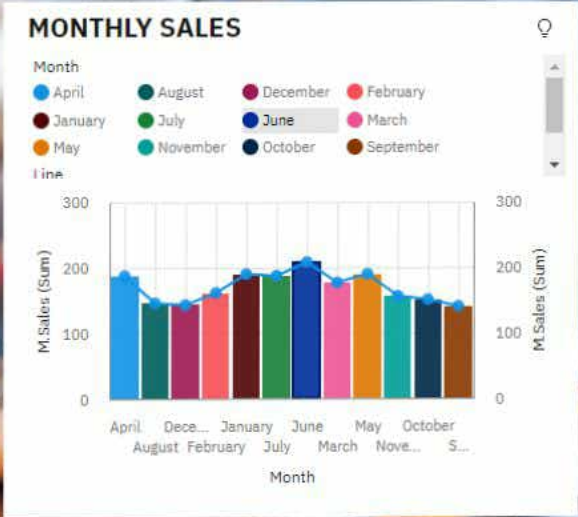 MONTHLY SALES
Month
April August December February
January July June March
May November October September
Line
300 300
200 200
100 100
0 0
M.Sales (Sum)
M.Sales (Sum)
April Dece... January June May October
August February July March Nove... S...
Month